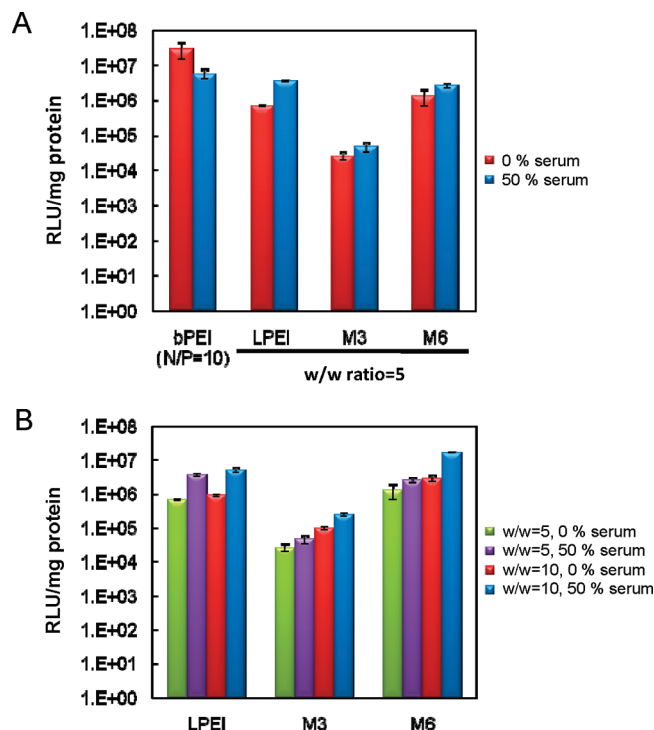 A
RLU/mg protein
1.E+08
1.E+07
1.E+06
1.E+05
1.E+04
1.E+03
1.E+02
1.E+01
1.E+00
bPEI LPEI M3 M6
(N/P=10)
w/w ratio=5
0 % serum
50 % serum
B
RLU/mg protein
1.E+08
1.E+07
1.E+06
1.E+05
1.E+04
1.E+03
1.E+02
1.E+01
1.E+00
LPEI M3 M6
w/w=5, 0 % serum
w/w=5, 50 % serum
w/w=10, 0 % serum
w/w=10, 50 % serum